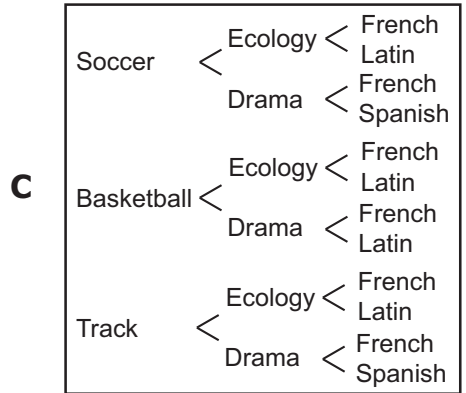 Soccer
Ecology
French
Latin
Drama
French
Spanish
C
Basketball
Ecology
French
Latin
Drama
French
Latin
Track
Ecology
French
Latin
Drama
French
Spanish